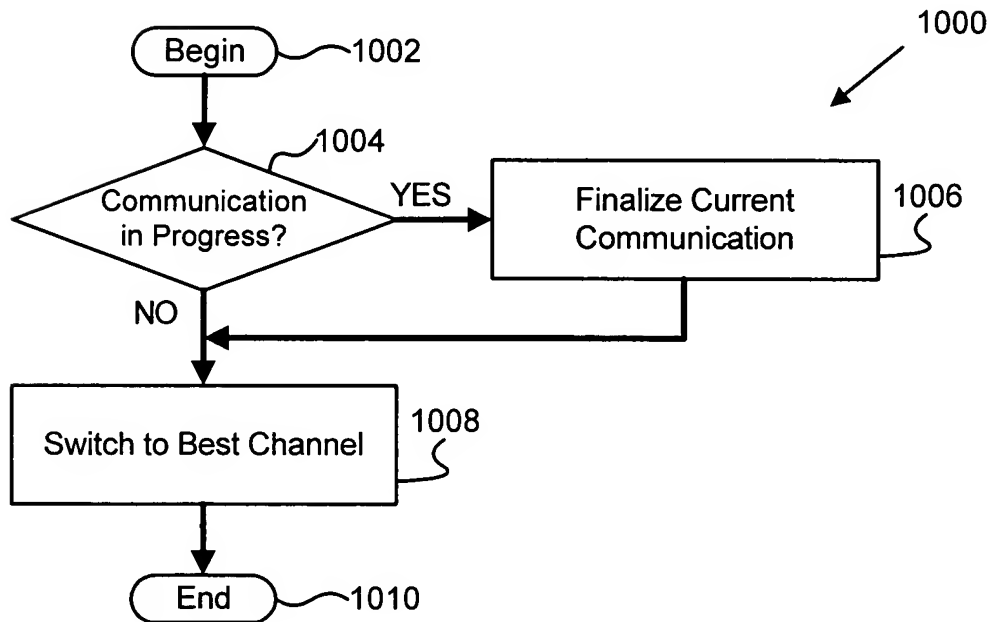 1000
Begin
1002
1004
Communication
in Progress?
YES
Finalize Current
Communication
1006
NO
Switch to Best Channel
1008
End
1010